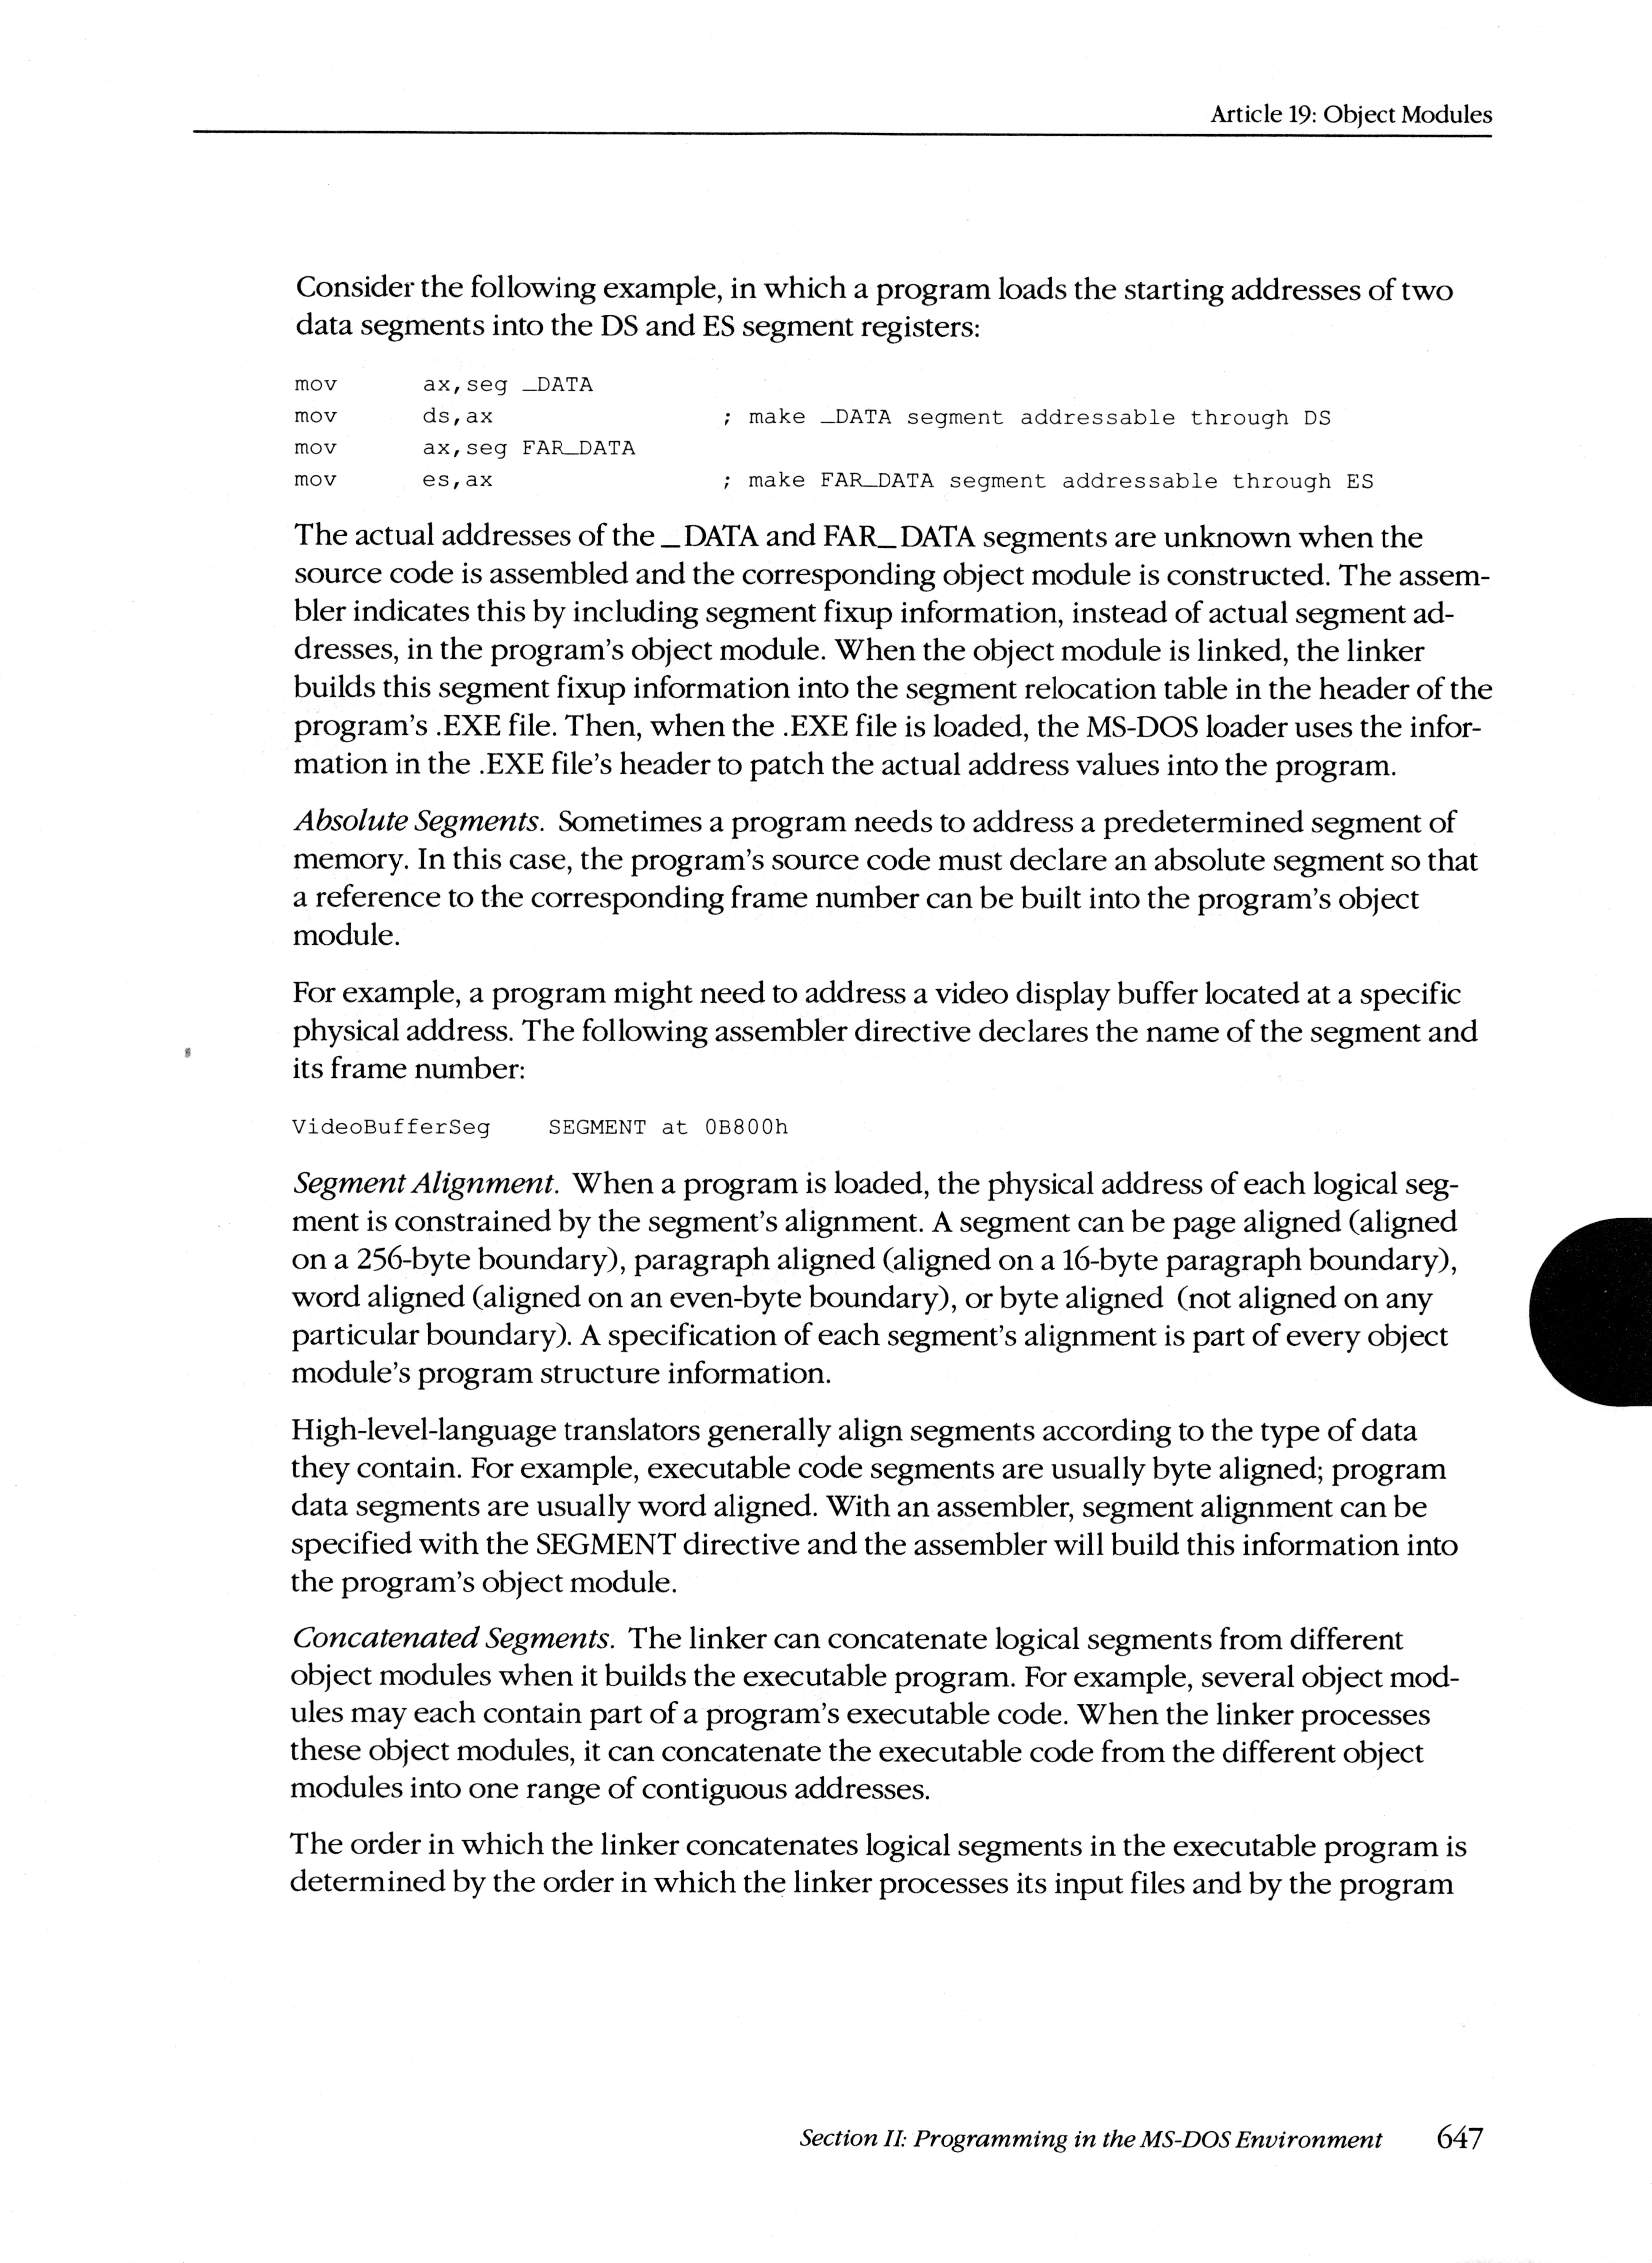 Article 19: Object Modules
Consider the following example, in which a program loads the starting addresses of two
data segments into the DS and ES segment registers:
mov ax,seg _DATA
mov ds,ax ; make _DATA segment addressable through DS
mov ax,seg FAR_DATA
mov es,ax ; make FAR_DATA segment addressable through ES
The actual addresses of the _DATA and FAR_DATA segments are unknown when the
source code is assembled and the corresponding object module is constructed. The assem-
bler indicates this by including segment fixup information, instead of actual segment ad-
dresses, in the program's object module. When the object module is linked, the linker
builds this segment fixup information into the segment relocation table in the header of the
program's .EXE file. Then, when the .EXE file is loaded, the MS-DOS loader uses the infor-
mation in the .EXE file's header to patch the actual address values into the program.
Absolute Segments. Sometimes a program needs to address a predetermined segment of
memory. In this case, the program's source code must declare an absolute segment so that
a reference to the corresponding frame number can be built into the program's object
module.
For example, a program might need to address a video display buffer located at a specific
physical address. The following assembler directive declares the name of the segment and
its frame number:
VideoBufferSeg SEGMENT at 0B800h
Segment Alignment. When a program is loaded, the physical address of each logical seg-
ment is constrained by the segment's alignment. A segment can be page aligned (aligned
on a 256-byte boundary), paragraph aligned (aligned on a 16-byte paragraph boundary),
word aligned (aligned on an even-byte boundary), or byte aligned (not aligned on any
particular boundary). A specification of each segment's alignment is part of every object
module's program structure information.
High-level-language translators generally align segments according to the type of data
they contain. For example, executable code segments are usually byte aligned; program
data segments are usually word aligned. With an assembler, segment alignment can be
specified with the SEGMENT directive and the assembler will build this information into
the program's object module.
Concatenated Segments. The linker can concatenate logical segments from different
object modules when it builds the executable program. For example, several object mod-
ules may each contain part of a program's executable code. When the linker processes
these object modules, it can concatenate the executable code from the different object
modules into one range of contiguous addresses.
The order in which the linker concatenates logical segments in the executable program is
determined by the order in which the linker processes its input files and by the program
Section II: Programming in the MS-DOS Environment 647